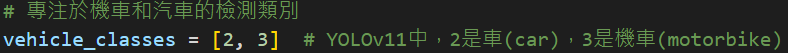 # 專注於機車和汽車的檢測類別
vehicle_classes = [2, 3]  # YOLOv11中，2是車(car)，3是機車(motorbike)